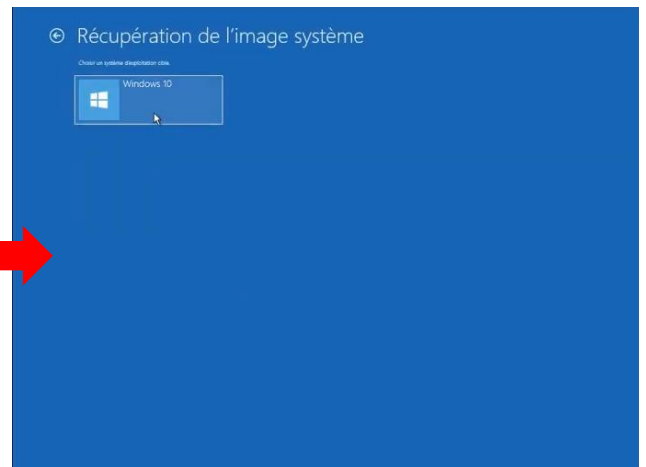 Récupération de l'image système
Choisir un système d'exploitation cible.
Windows 10